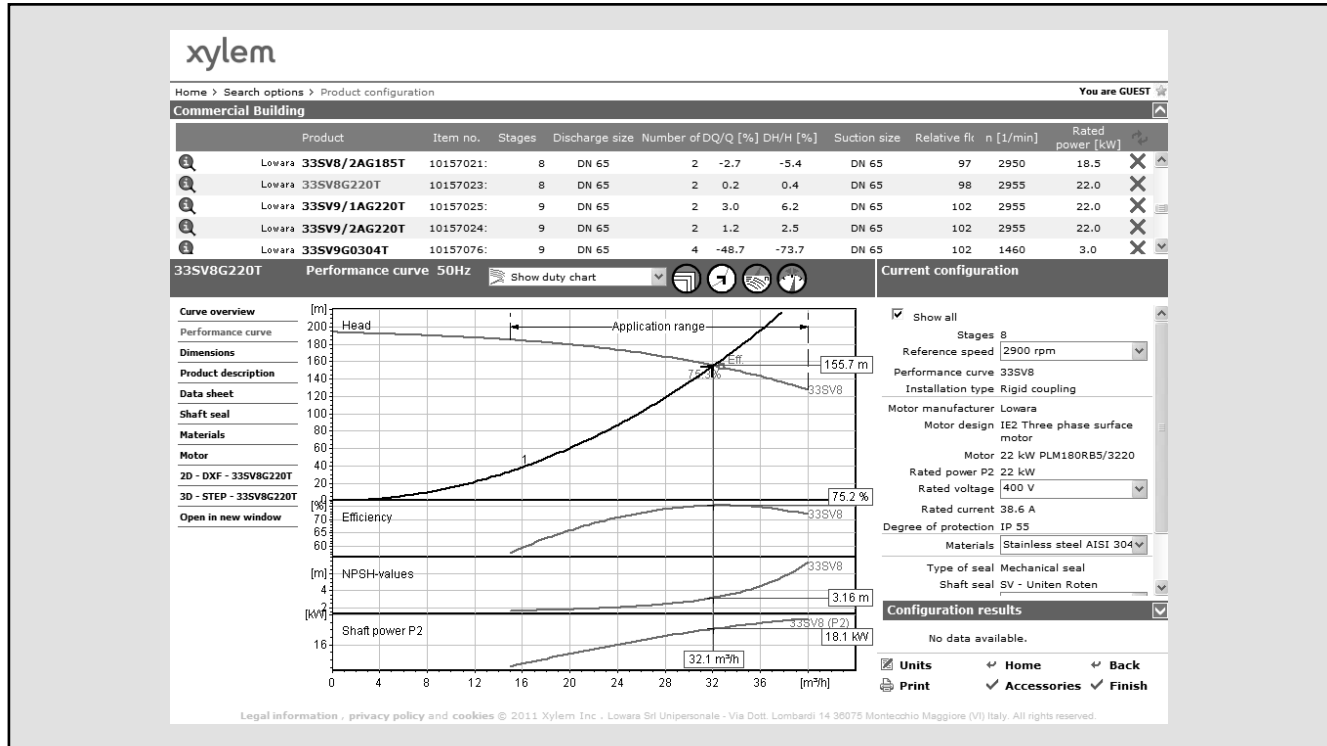 xylem
Home > Search options > Product configuration You are GUEST
Commercial Building
Product Item no. Stages Discharge size Number of DQ/Q [%] DH/H [%] Suction size Relative flc n [1/min] Rated power [kW]
Lowara 33SV8/2AG185T 10157021: 8 DN 65 2 -2.7 -5.4 DN 65 97 2950 18.5
Lowara 33SV8G220T 10157023: 8 DN 65 2 0.2 0.4 DN 65 98 2955 22.0
Lowara 33SV9/1AG220T 10157025: 9 DN 65 2 3.0 6.2 DN 65 102 2955 22.0
Lowara 33SV9/2AG220T 10157024: 9 DN 65 2 1.2 2.5 DN 65 102 2955 22.0
Lowara 33SV9G0304T 10157076: 9 DN 65 4 -48.7 -73.7 DN 65 102 1460 3.0
33SV8G220T Performance curve 50Hz Show duty chart
Curve overview
Performance curve
Dimensions
Product description
Data sheet
Shaft seal
Materials
Motor
2D - DXF - 33SV8G220T
3D - STEP - 33SV8G220T
Open in new window
[m]
200 Head Application range
180
160 Eff. 155.7 m
140 75.3%
120 33SV8
100
80
60
40 1
20
0 75.2 %
[%]
70 Efficiency 33SV8
65
60
[m] NPSH-values 33SV8
4
2 3.16 m
[kW]
Shaft power P2 33SV8 (P2)
16 18.1 kW
32.1 m³/h
0 4 8 12 16 20 24 28 32 36 [m³/h]
Current configuration
Show all
Stages 8
Reference speed 2900 rpm
Performance curve 33SV8
Installation type Rigid coupling
Motor manufacturer Lowara
Motor design IE2 Three phase surface
motor
Motor 22 kW PLM180RB5/3220
Rated power P2 22 kW
Rated voltage 400 V
Rated current 38.6 A
Degree of protection IP 55
Materials Stainless steel AISI 304
Type of seal Mechanical seal
Shaft seal SV - Uniten Roten
Configuration results
No data available.
Units Home Back
Print Accessories Finish
Legal information , privacy policy and cookies © 2011 Xylem Inc . Lowara Srl Unipersonale - Via Dott. Lombardi 14 36075 Montecchio Maggiore (VI) Italy. All rights reserved.